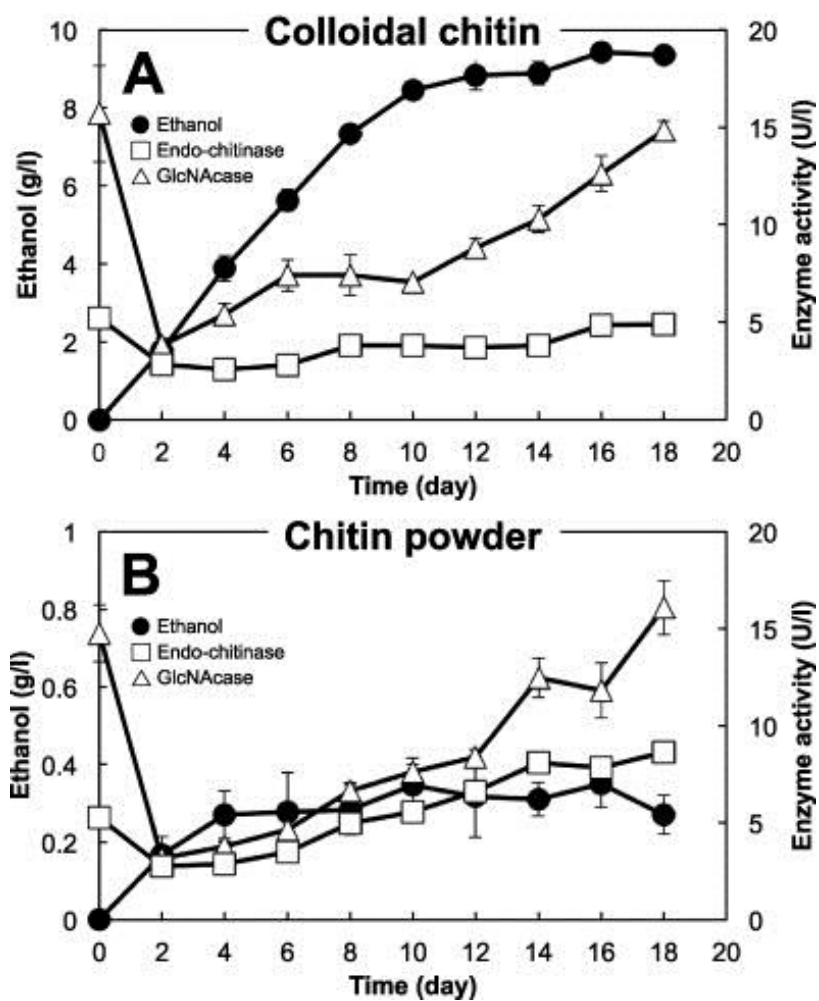 Colloidal chitin
A
Ethanol
Endo-chitinase
GlcNAcase
Ethanol (g/l)
10
8
6
4
2
0
Enzyme activity (U/l)
20
15
10
5
0
0 2 4 6 8 10 12 14 16 18 20
Time (day)
Chitin powder
B
Ethanol
Endo-chitinase
GlcNAcase
Ethanol (g/l)
1
0.8
0.6
0.4
0.2
0
Enzyme activity (U/l)
20
15
10
5
0
0 2 4 6 8 10 12 14 16 18 20
Time (day)